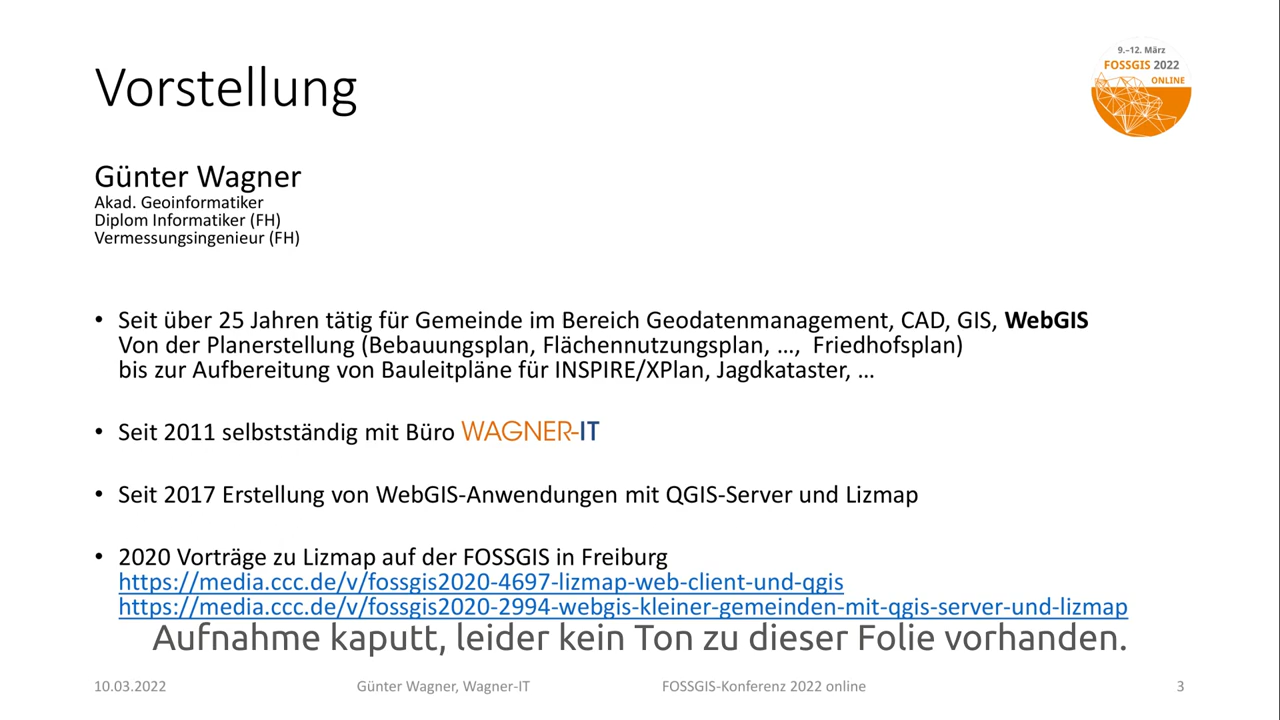 Vorstellung
9.–12. März
FOSSGIS 2022
ONLINE
Günter Wagner
Akad. Geoinformatiker
Diplom Informatiker (FH)
Vermessungsingenieur (FH)
• Seit über 25 Jahren tätig für Gemeinde im Bereich Geodatenmanagement, CAD, GIS, WebGIS
Von der Planerstellung (Bebauungsplan, Flächennutzungsplan, ..., Friedhofsplan)
bis zur Aufbereitung von Bauleitpläne für INSPIRE/XPlan, Jagdkataster, ...
• Seit 2011 selbstständig mit Büro WAGNER-IT
• Seit 2017 Erstellung von WebGIS-Anwendungen mit QGIS-Server und Lizmap
• 2020 Vorträge zu Lizmap auf der FOSSGIS in Freiburg
https://media.ccc.de/v/fossgis2020-4697-lizmap-web-client-und-qgis
https://media.ccc.de/v/fossgis2020-2994-webgis-kleiner-gemeinden-mit-qgis-server-und-lizmap
Aufnahme kaputt, leider kein Ton zu dieser Folie vorhanden.
10.03.2022 Günter Wagner, Wagner-IT FOSSGIS-Konferenz 2022 online 3